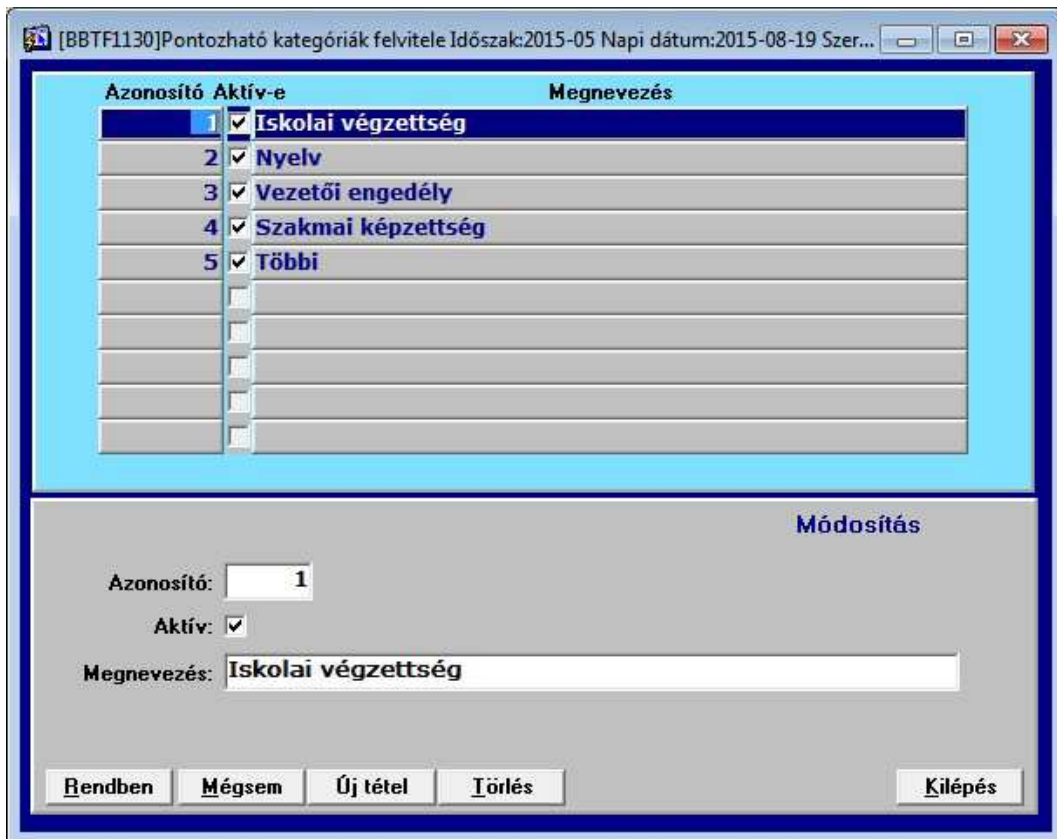 [BBTF1130]Pontozható kategóriák felvitele Időszak:2015-05 Napi dátum:2015-08-19 Szer...
Azonosító Aktív-e Megnevezés
1 Iskolai végzettség
2 Nyelv
3 Vezetői engedély
4 Szakmai képzettség
5 Többi
Módosítás
Azonosító: 1
Aktív:
Megnevezés: Iskolai végzettség
Rendben Mégsem Új tétel Törlés Kilépés